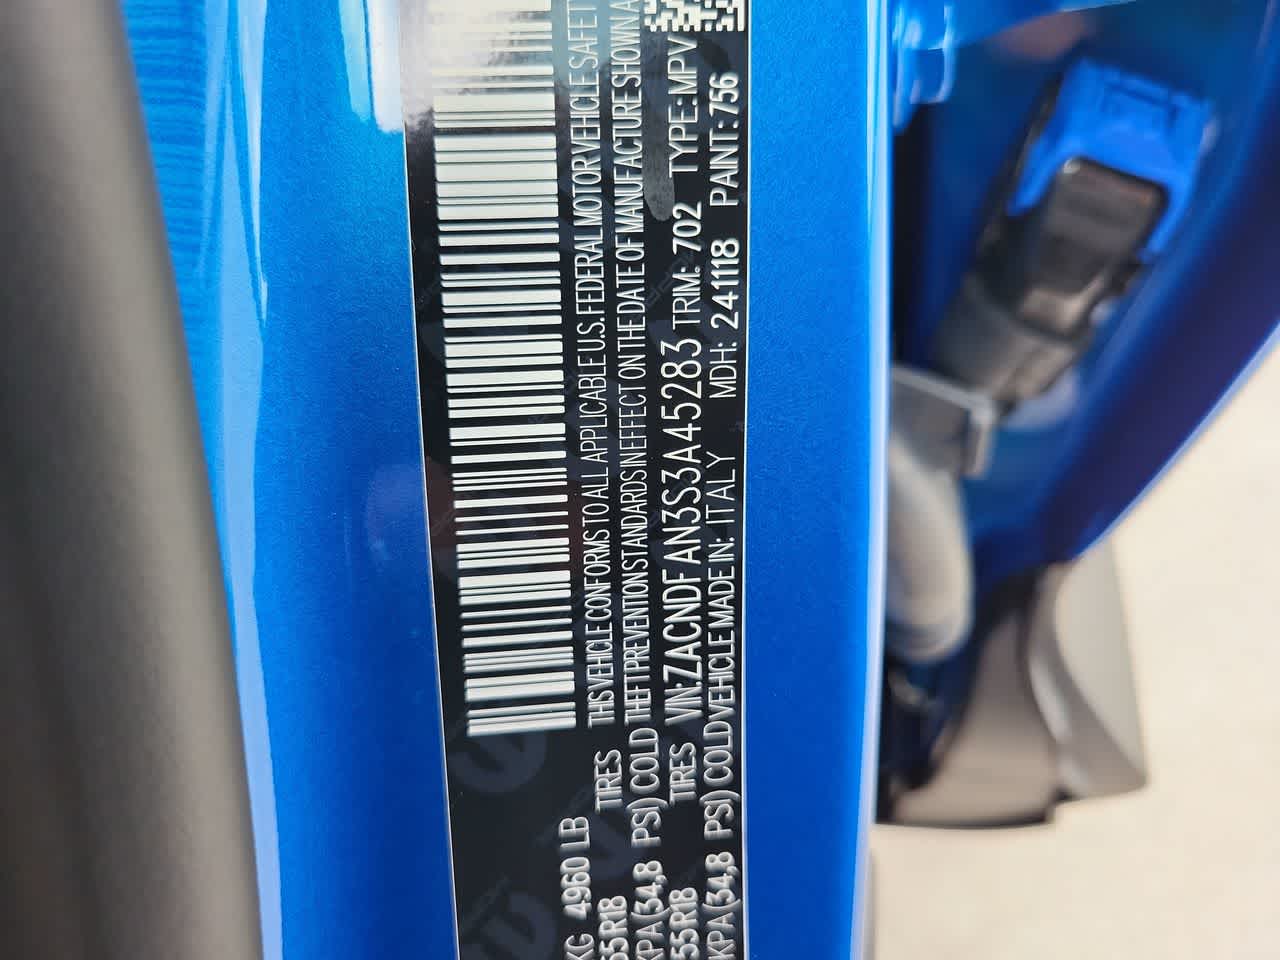 KG 4960 LB
55R18 TIRES
KPA(34,8 PSI) COLD
55R18 TIRES
KPA(34,8 PSI) COLD
THIS VEHICLE CONFORMS TO ALL APPLICABLE U.S. FEDERAL MOTOR VEHICLE SAFETY
THEFT PREVENTION STANDARDS IN EFFECT ON THE DATE OF MANUFACTURE SHOWN A
VIN: ZACNDFAN3S3A45283 TRIM: 702 TYPE: MPV
VEHICLE MADE IN: ITALY MDH: 241118 PAINT: 756